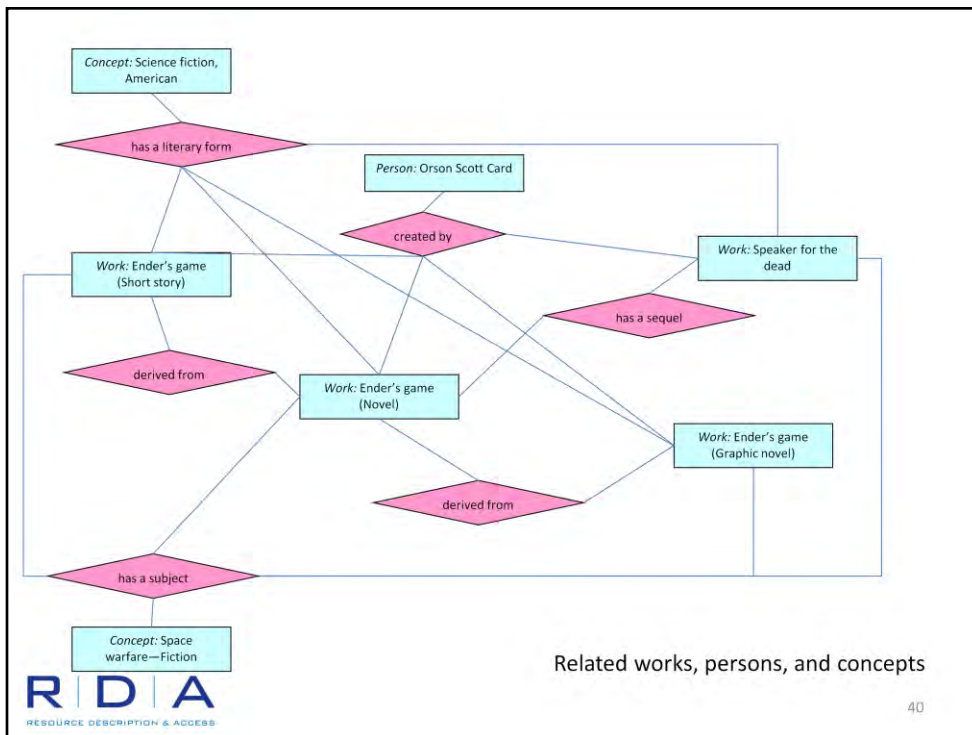 Concept: Science fiction,
American
has a literary form
Person: Orson Scott Card
created by
Work: Ender's game
(Short story)
Work: Speaker for the
dead
has a sequel
derived from
Work: Ender's game
(Novel)
Work: Ender's game
(Graphic novel)
derived from
has a subject
Concept: Space
warfare—Fiction
Related works, persons, and concepts
R | D | A
RESOURCE DESCRIPTION & ACCESS
40